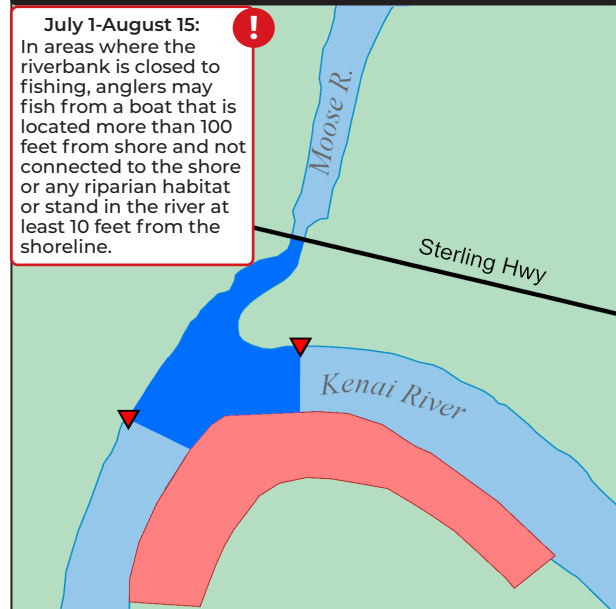 July 1-August 15:
!
In areas where the
riverbank is closed to
fishing, anglers may
fish from a boat that is
located more than 100
feet from shore and not
connected to the shore
or any riparian habitat
or stand in the river at
least 10 feet from the
shoreline.
Moose R.
Sterling Hwy
Kenai River